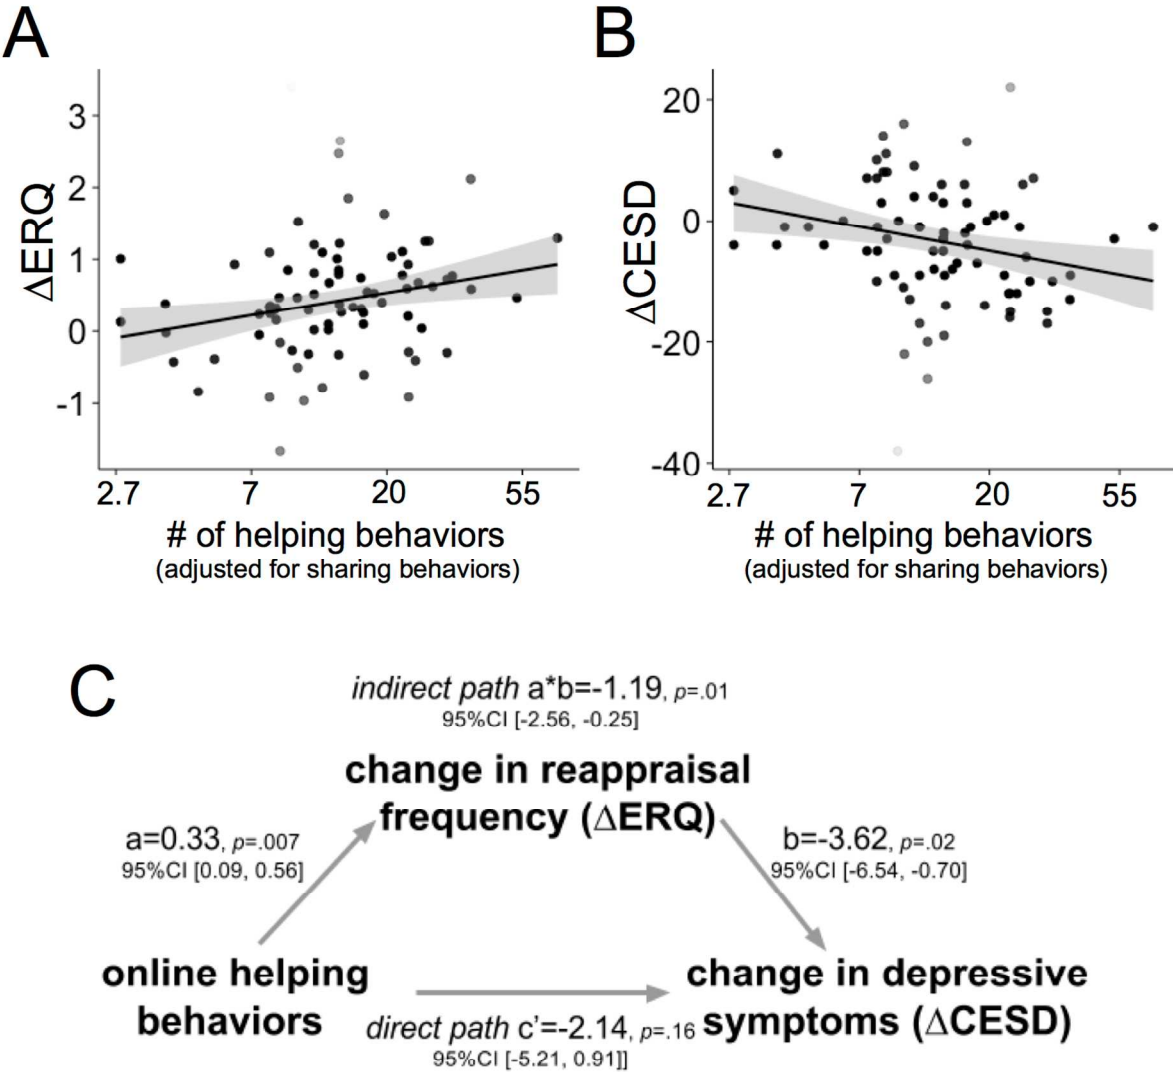 A
ΔERQ
3
2
1
0
-1
2.7 7 20 55
# of helping behaviors
(adjusted for sharing behaviors)
B
ΔCESD
20
0
-20
-40
2.7 7 20 55
# of helping behaviors
(adjusted for sharing behaviors)
C
indirect path a*b=-1.19, p=.01
95%CI [-2.56, -0.25]
change in reappraisal
frequency (ΔERQ)
a=0.33, p=.007
95%CI [0.09, 0.56]
b=-3.62, p=.02
95%CI [-6.54, -0.70]
online helping
behaviors
change in depressive
symptoms (ΔCESD)
direct path c'=-2.14, p=.16
95%CI [-5.21, 0.91]]